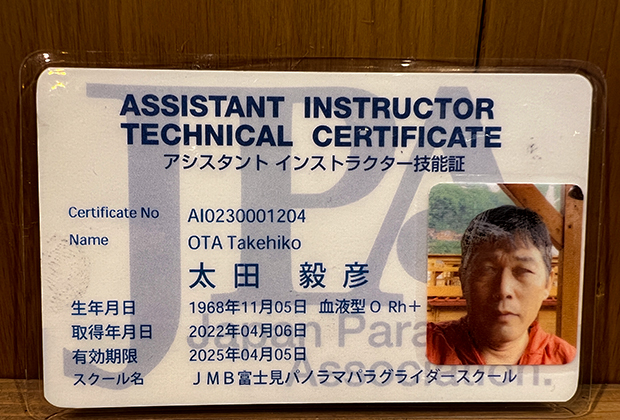 ASSISTANT INSTRUCTOR
TECHNICAL CERTIFICATE
アシスタント インストラクター技能証
Certificate No AI0230001204
Name OTA Takehiko
太田 毅彦
生年月日 1968年11月05日 血液型 O Rh+
取得年月日 2022年04月06日
有効期限 2025年04月05日
スクール名 JMB富士見パノラマパラグライダースクール
JPA
Japan Para
Association.